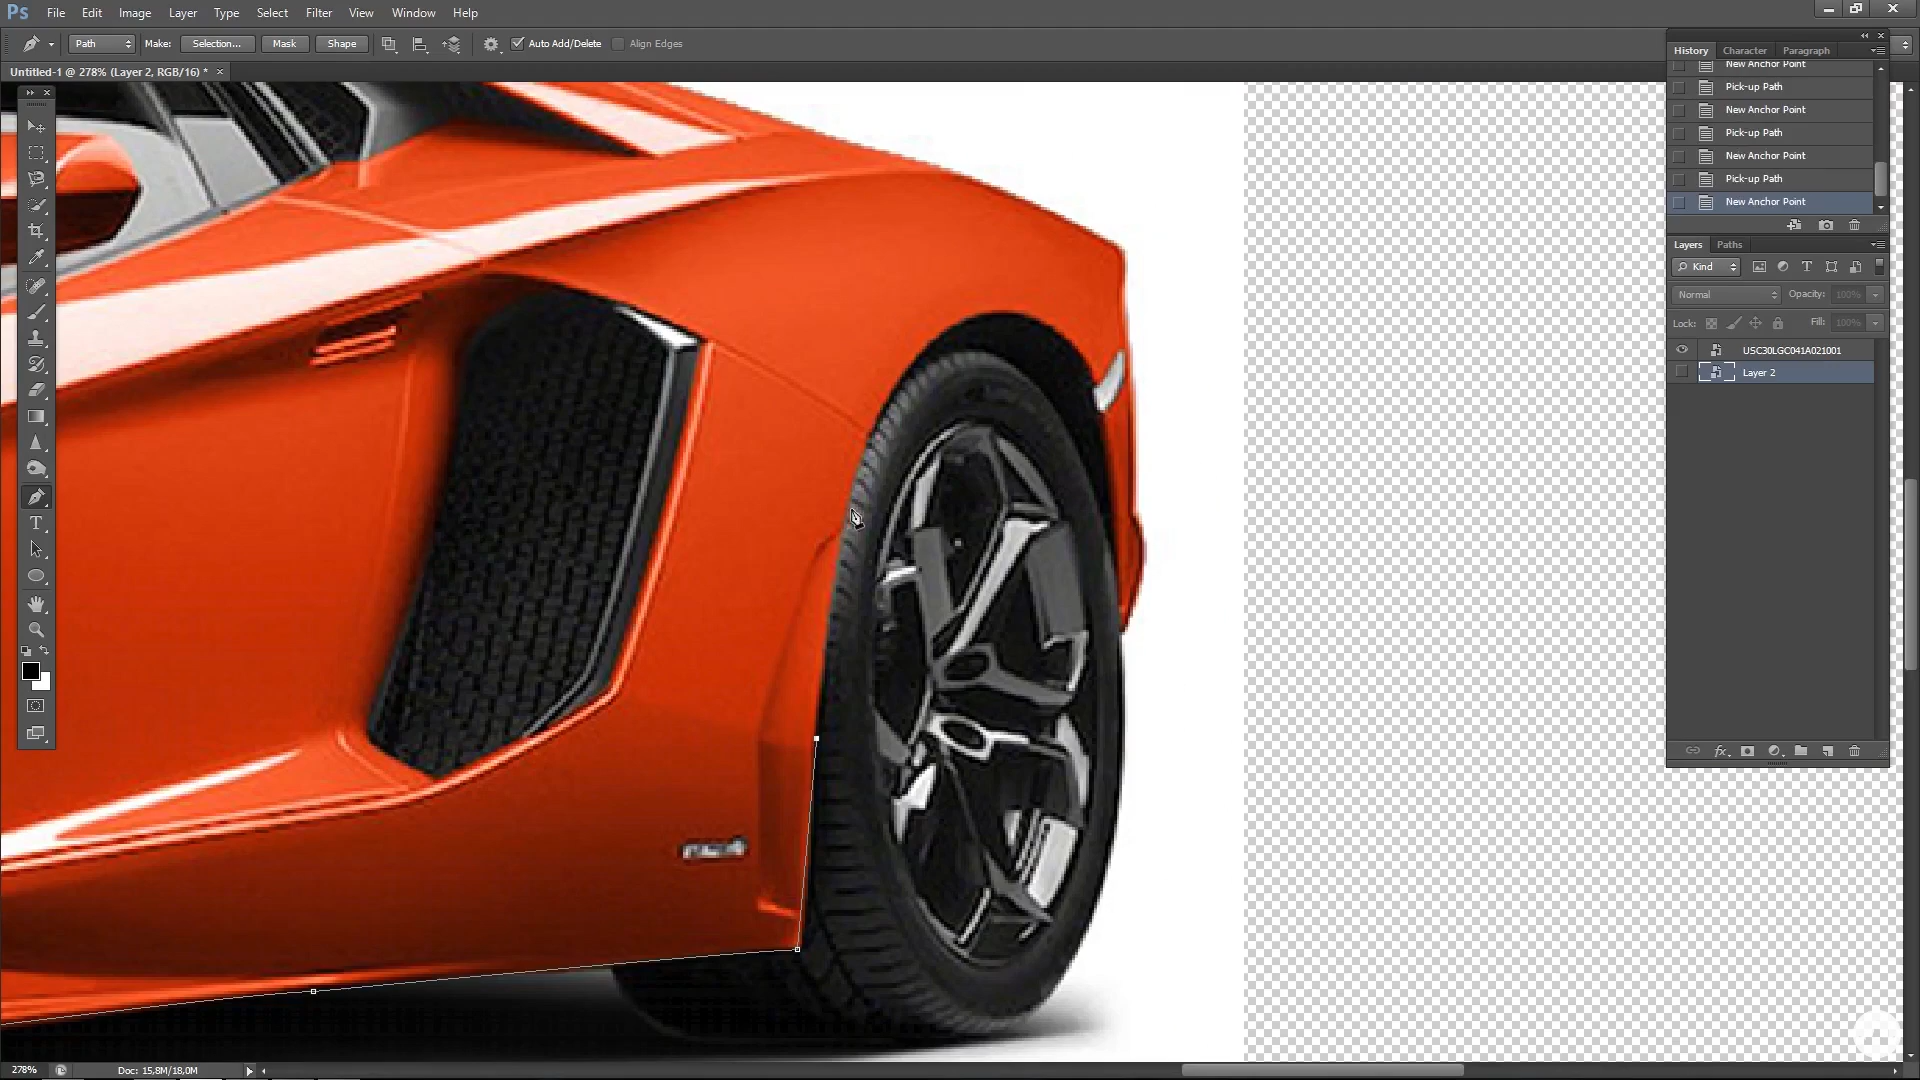 Ps File Edit Image Layer Type Select Filter View Window Help
Path Make: Selection... Mask Shape Auto Add/Delete Align Edges
Untitled-1 @ 278% (Layer 2, RGB/16) * ×
History Character Paragraph
New Anchor Point
Pick-up Path
New Anchor Point
Pick-up Path
New Anchor Point
Pick-up Path
New Anchor Point
Layers Paths
Kind
Normal Opacity: 100%
Lock: Fill: 100%
USC30LGC041A021001
Layer 2
278% Doc: 15,8M/18,0M